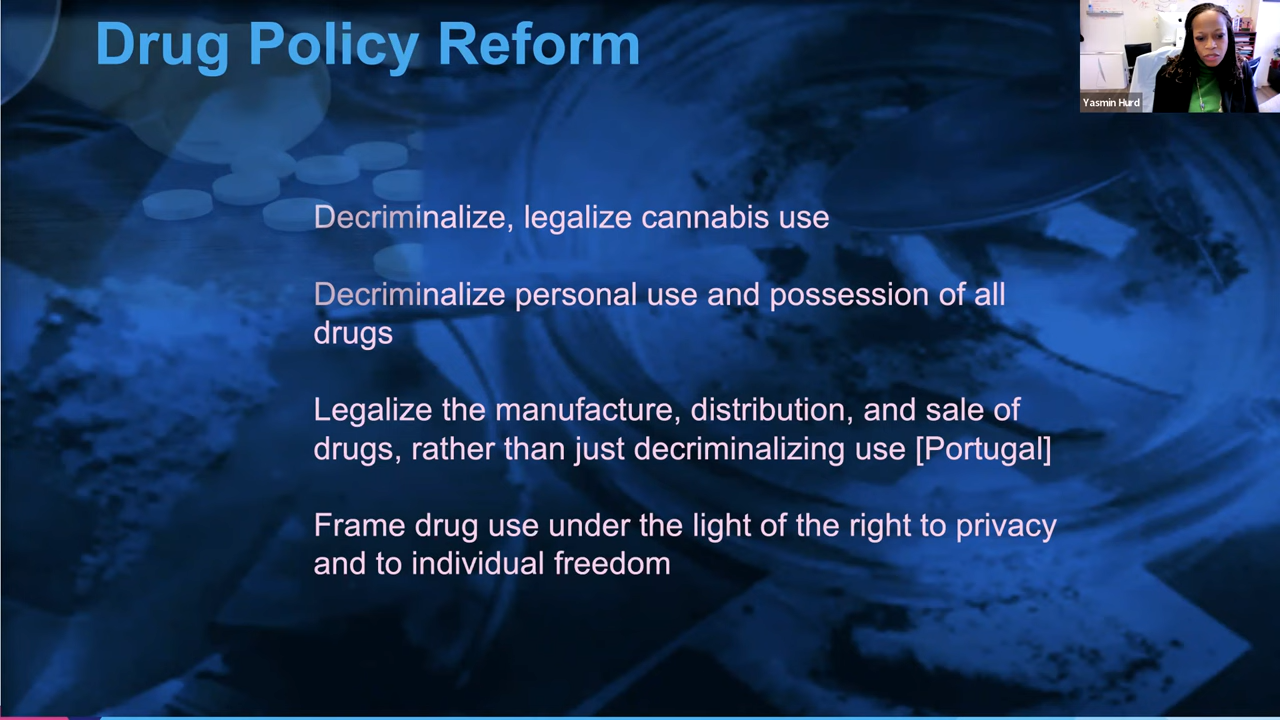 Drug Policy Reform
Yasmin Hurd
Decriminalize, legalize cannabis use
Decriminalize personal use and possession of all
drugs
Legalize the manufacture, distribution, and sale of
drugs, rather than just decriminalizing use [Portugal]
Frame drug use under the light of the right to privacy
and to individual freedom